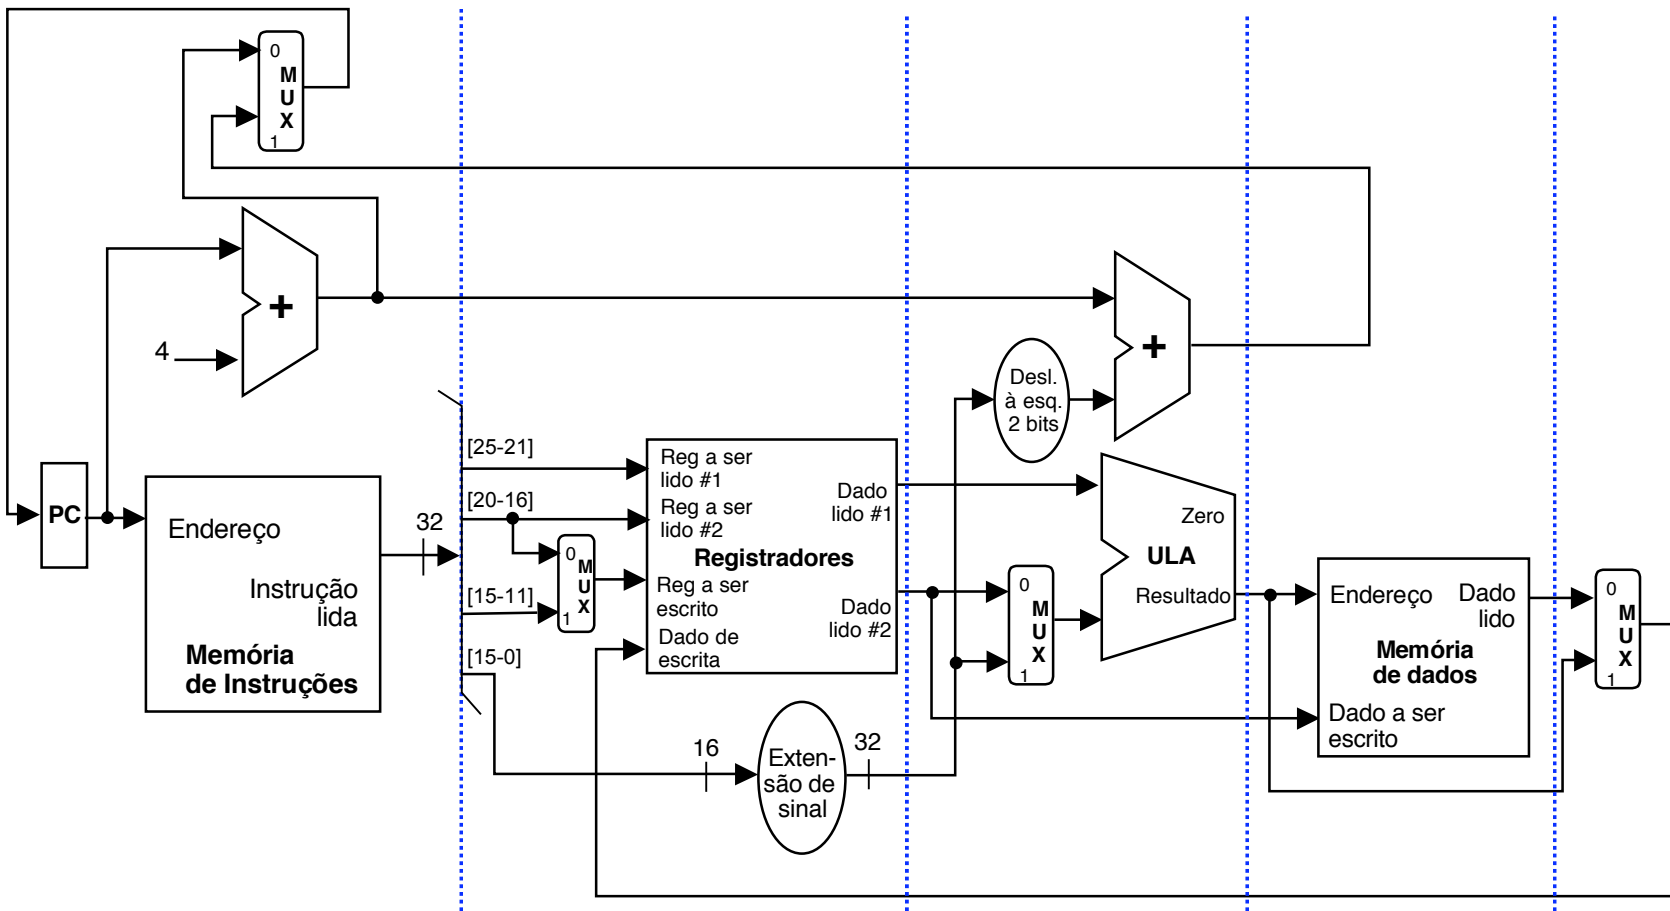 0
M
U
X
1
+
4
PC
Endereço
Instrução
lida
Memória
de Instruções
32
[25-21]
[20-16]
[15-11]
[15-0]
0
M
U
X
1
Reg a ser
lido #1
Reg a ser
lido #2
Registradores
Reg a ser
escrito
Dado de
escrita
Dado
lido #1
Dado
lido #2
16
Exten-
são de
sinal
32
Desl.
à esq.
2 bits
+
0
M
U
X
1
Zero
ULA
Resultado
Endereço
Dado
lido
Memória
de dados
Dado a ser
escrito
0
M
U
X
1